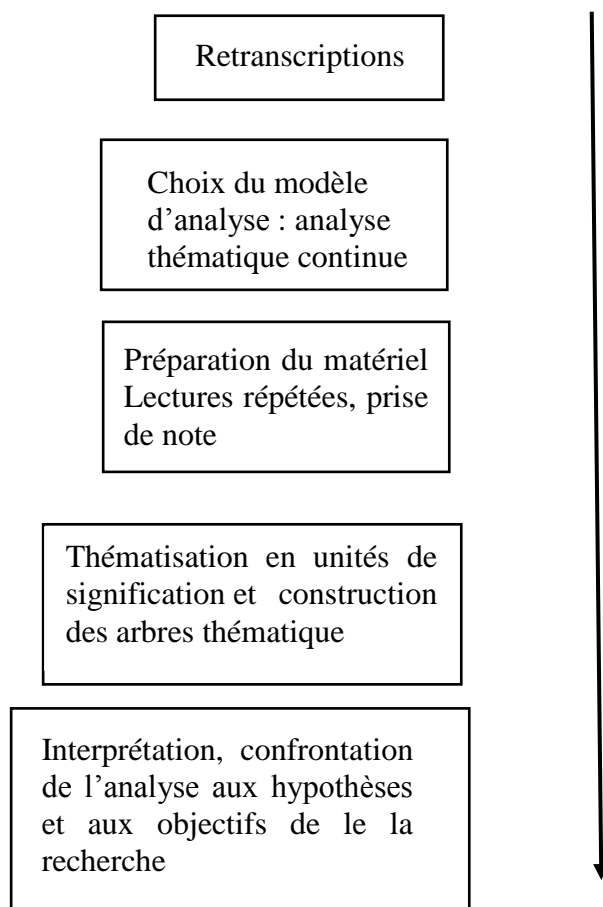 Retranscriptions
Choix du modèle
d’analyse : analyse
thématique continue
Préparation du matériel
Lectures répétées, prise
de note
Thématisation en unités de
signification et construction
des arbres thématique
Interprétation, confrontation
de l’analyse aux hypothèses
et aux objectifs de le la
recherche